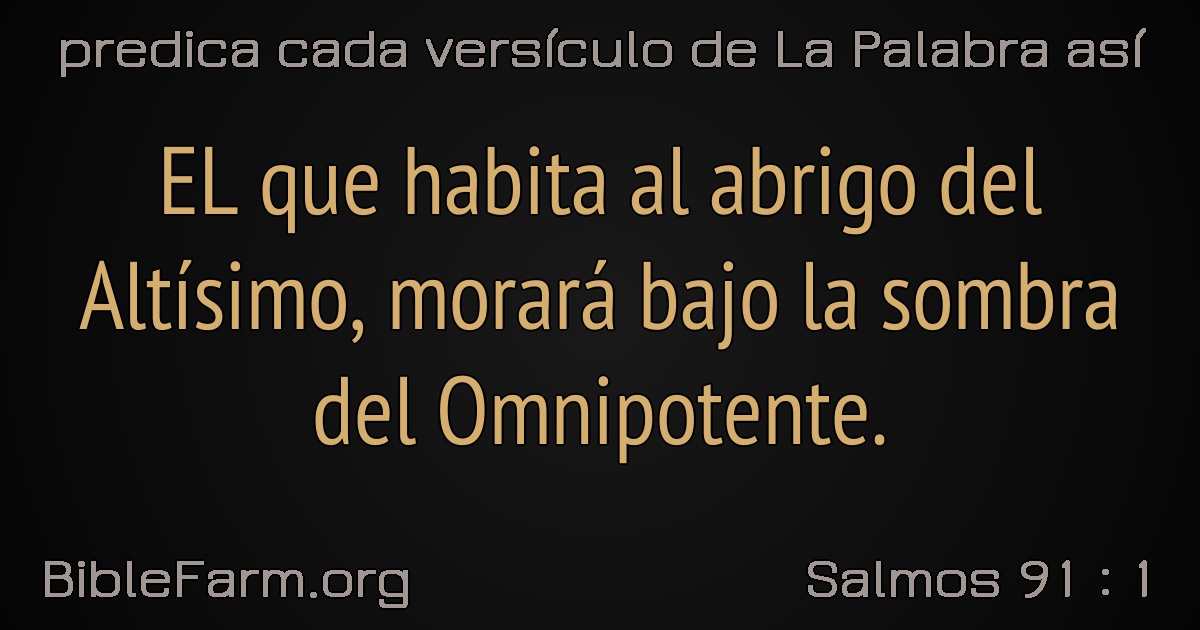 predica cada versículo de La Palabra así
EL que habita al abrigo del
Altísimo, morará bajo la sombra
del Omnipotente.
BibleFarm.org
Salmos 91 : 1